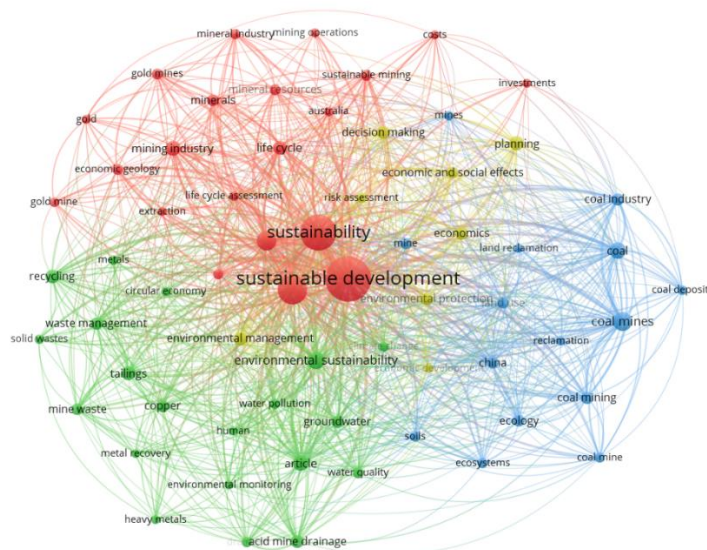 mineral industry
mining operations
costs
gold mines
sustainable mining
investments
minerals
mineral resources
australia
mines
gold
decision making
planning
mining industry
life cycle
economic geology
economic and social effects
life cycle assessment
risk assessment
coal industry
gold mine
extraction
sustainability
economics
mine
land reclamation
coal
metals
recycling
sustainable development
circular economy
coal deposit
environmental protection
waste management
coal mines
solid wastes
environmental management
reclamation
environmental sustainability
china
tailings
economic development
mine waste
copper
water pollution
coal mining
groundwater
ecology
human
soils
metal recovery
article
ecosystems
coal mine
water quality
environmental monitoring
heavy metals
acid mine drainage